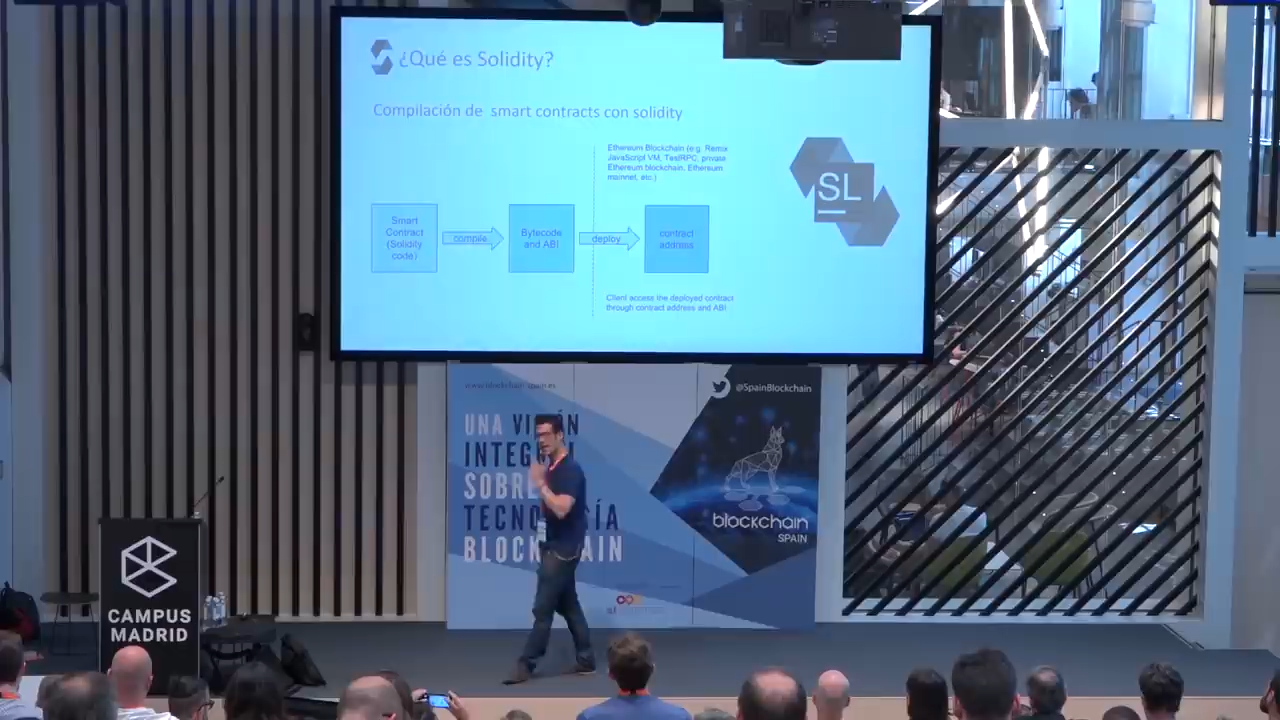 ¿Qué es Solidity?
Compilación de smart contracts con solidity
Ethereum Blockchain (e.g. Remix
JavaScript VM, TestRPC, private
Ethereum blockchain, Ethereum
mainnet, etc.)
SL
Smart
Contract
(Solidity
code)
compile
Bytecode
and ABI
deploy
contract
address
Client access the deployed contract
through contract address and ABI
www.blockchain-spain.es
@SpainBlockchain
UNA VI ÓN
INTEG
SOBRE
TECNO ÍA
BLOCK AIN
blockchain
SPAIN
CAMPUS
MADRID